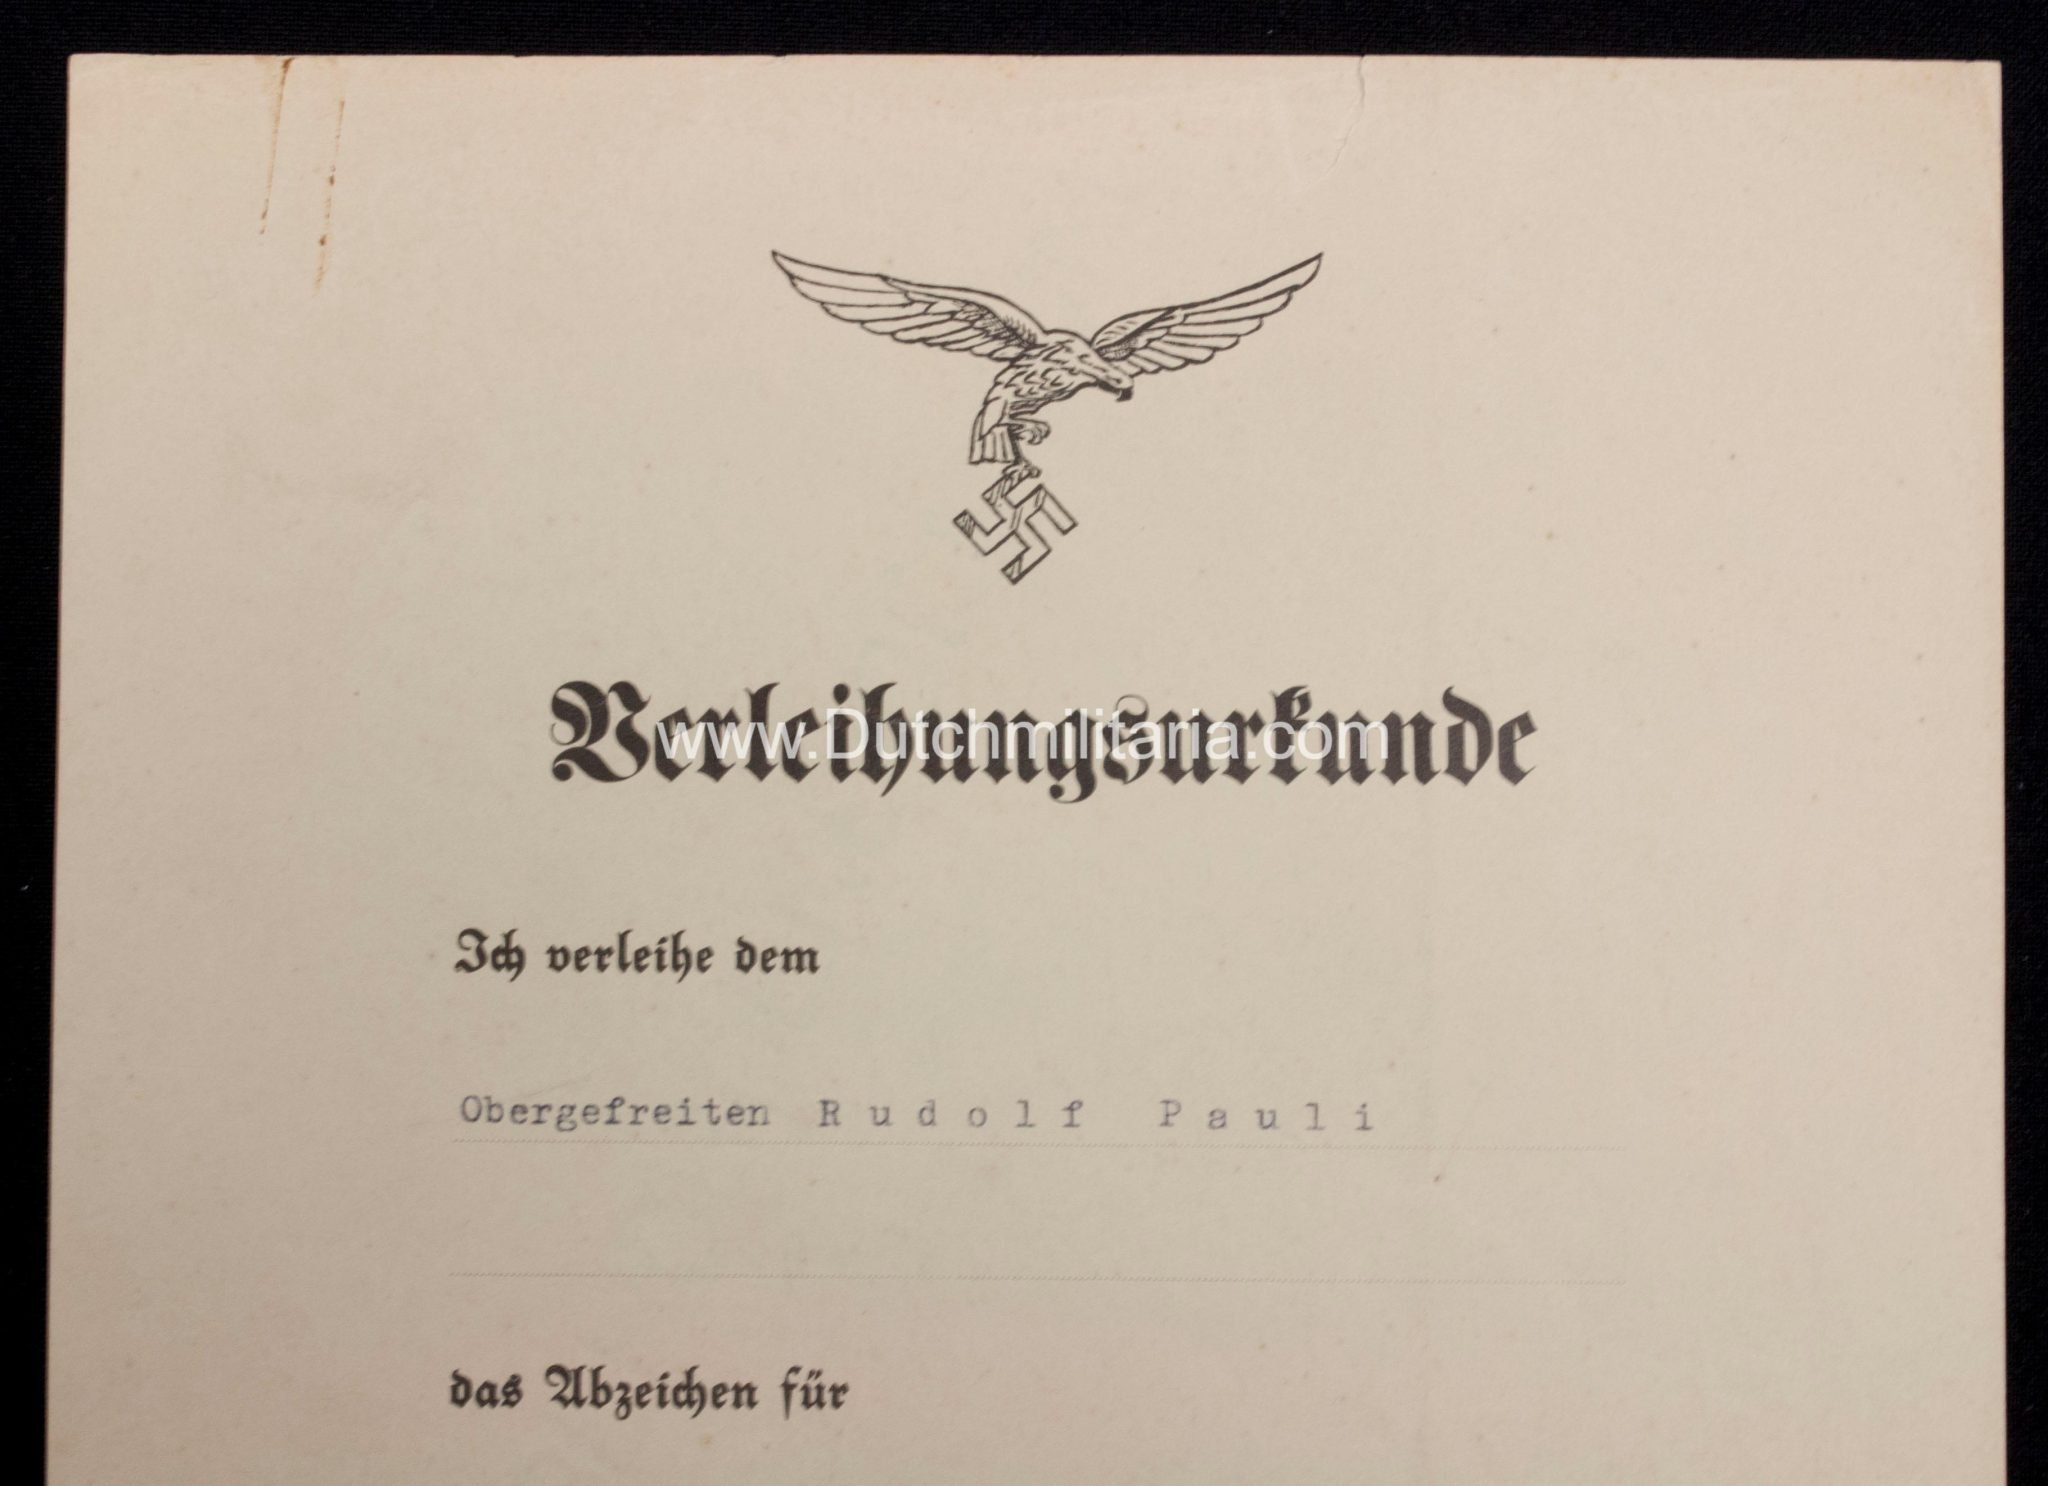 Verleihungsurkunde
www.Dutchmilitaria.com
Ich verleihe dem
Obergefreiten Rudolf Pauli
das Abzeichen für